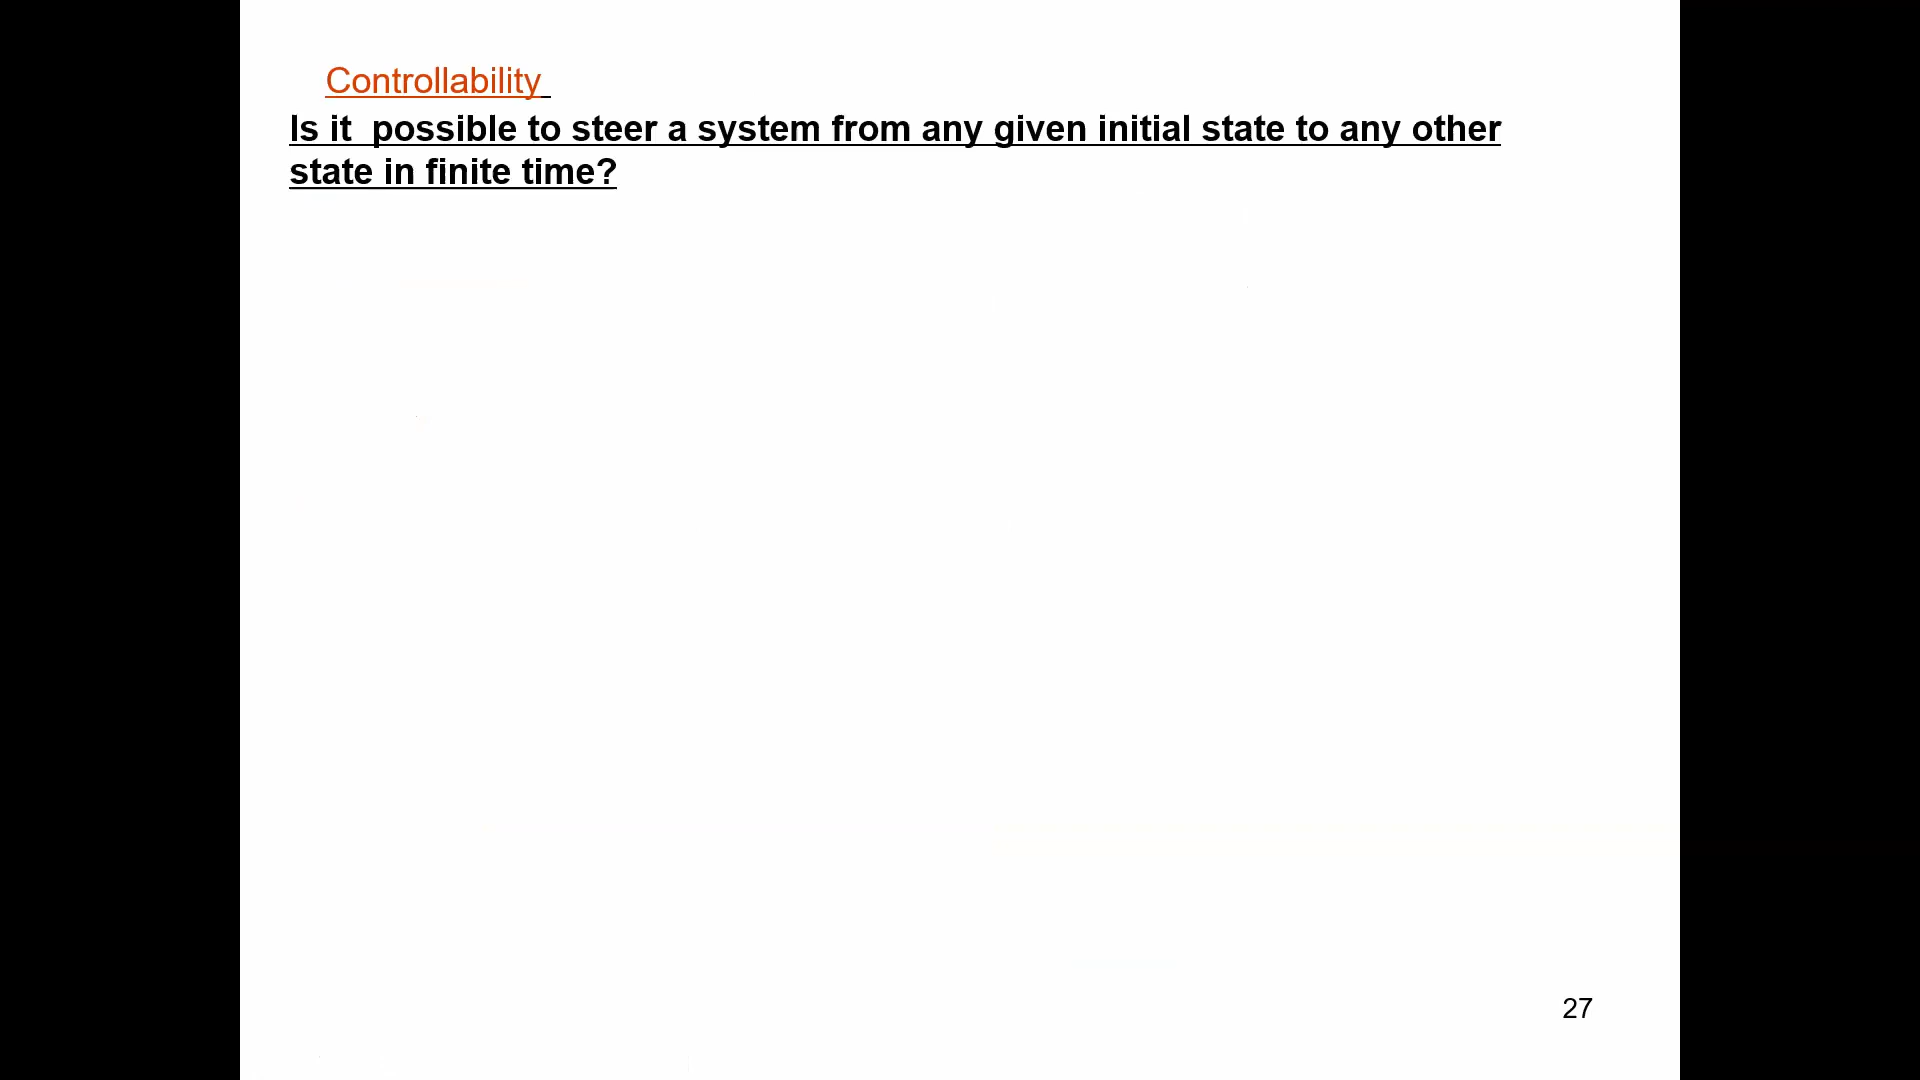 Controllability
Is it  possible to steer a system from any given initial state to any other
state in finite time?
27